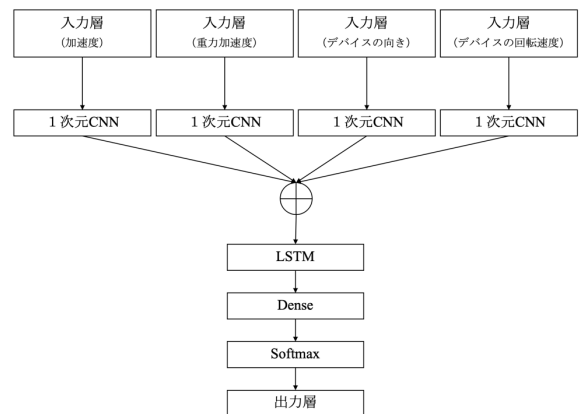 入力層
（加速度）
入力層
（重力加速度）
入力層
（デバイスの向き）
入力層
（デバイスの回転速度）
１次元CNN
１次元CNN
１次元CNN
１次元CNN
LSTM
Dense
Softmax
出力層